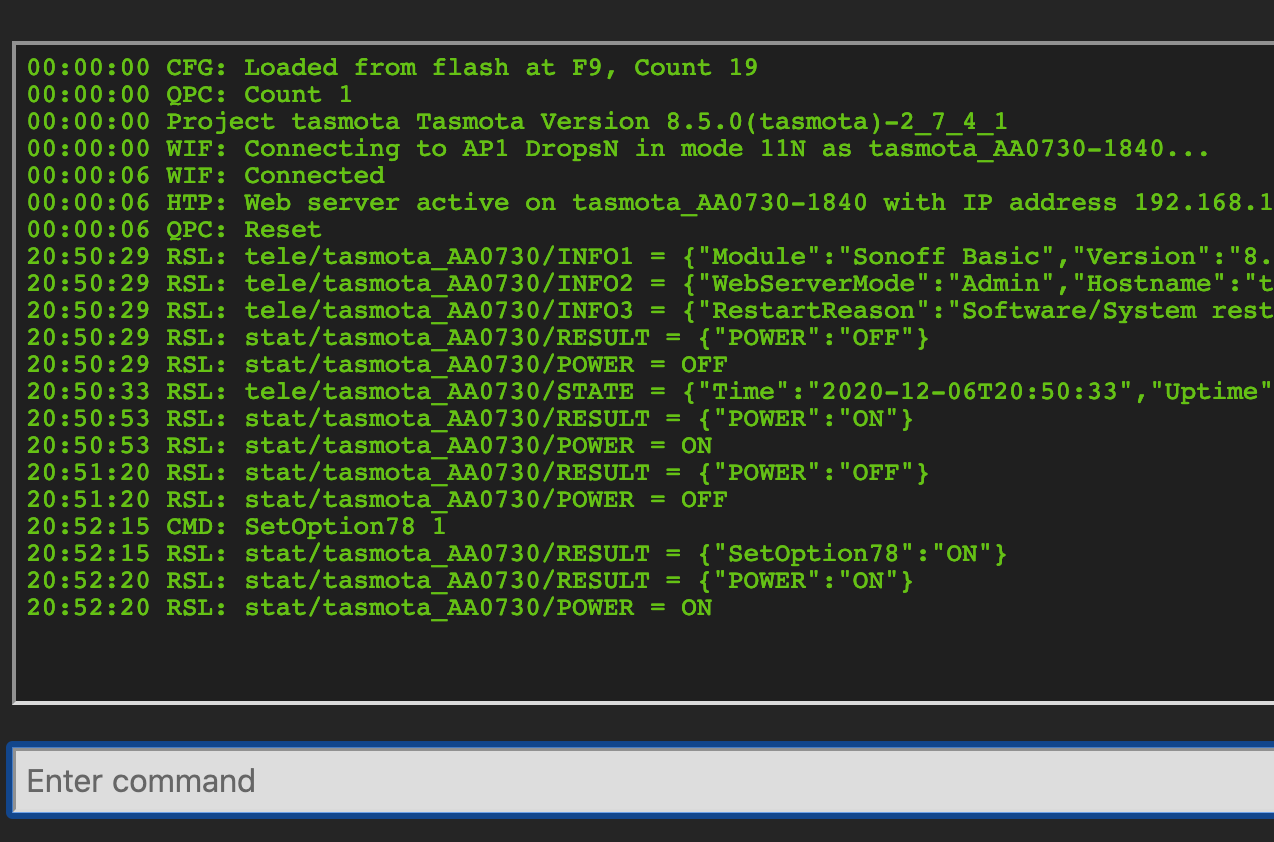 00:00:00 CFG: Loaded from flash at F9, Count 19
00:00:00 QPC: Count 1
00:00:00 Project tasmota Tasmota Version 8.5.0(tasmota)-2_7_4_1
00:00:00 WIF: Connecting to AP1 DropsN in mode 11N as tasmota_AA0730-1840...
00:00:06 WIF: Connected
00:00:06 HTP: Web server active on tasmota_AA0730-1840 with IP address 192.168.1
00:00:06 QPC: Reset
20:50:29 RSL: tele/tasmota_AA0730/INFO1 = {"Module":"Sonoff Basic","Version":"8.
20:50:29 RSL: tele/tasmota_AA0730/INFO2 = {"WebServerMode":"Admin","Hostname":"t
20:50:29 RSL: tele/tasmota_AA0730/INFO3 = {"RestartReason":"Software/System rest
20:50:29 RSL: stat/tasmota_AA0730/RESULT = {"POWER":"OFF"}
20:50:29 RSL: stat/tasmota_AA0730/POWER = OFF
20:50:33 RSL: tele/tasmota_AA0730/STATE = {"Time":"2020-12-06T20:50:33","Uptime"
20:50:53 RSL: stat/tasmota_AA0730/RESULT = {"POWER":"ON"}
20:50:53 RSL: stat/tasmota_AA0730/POWER = ON
20:51:20 RSL: stat/tasmota_AA0730/RESULT = {"POWER":"OFF"}
20:51:20 RSL: stat/tasmota_AA0730/POWER = OFF
20:52:15 CMD: SetOption78 1
20:52:15 RSL: stat/tasmota_AA0730/RESULT = {"SetOption78":"ON"}
20:52:20 RSL: stat/tasmota_AA0730/RESULT = {"POWER":"ON"}
20:52:20 RSL: stat/tasmota_AA0730/POWER = ON
Enter command